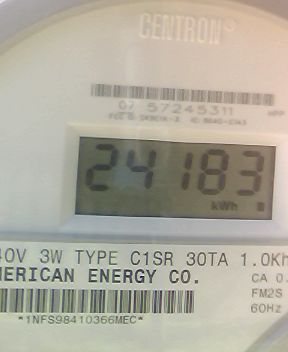 CENTRON®
07 57245311
24183
kWh
40V 3W TYPE C1SR 30TA 1.0Kh
MERICAN ENERGY CO. CA 0.
FM2S
60Hz
*1NFS98410366MEC*